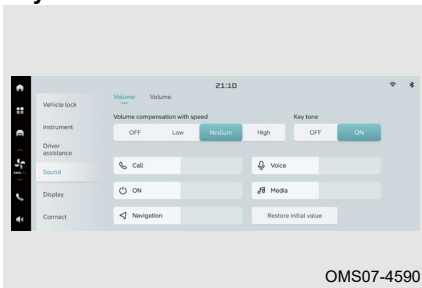 21:10
Vehicle lock
Instrument
Driver
assistance
Sound
Display
Connect
Volume Volume
Volume compensation with speed Key tone
OFF Low Medium High OFF ON
Call Voice
ON Media
Navigation Restore initial value
OMS07-4590